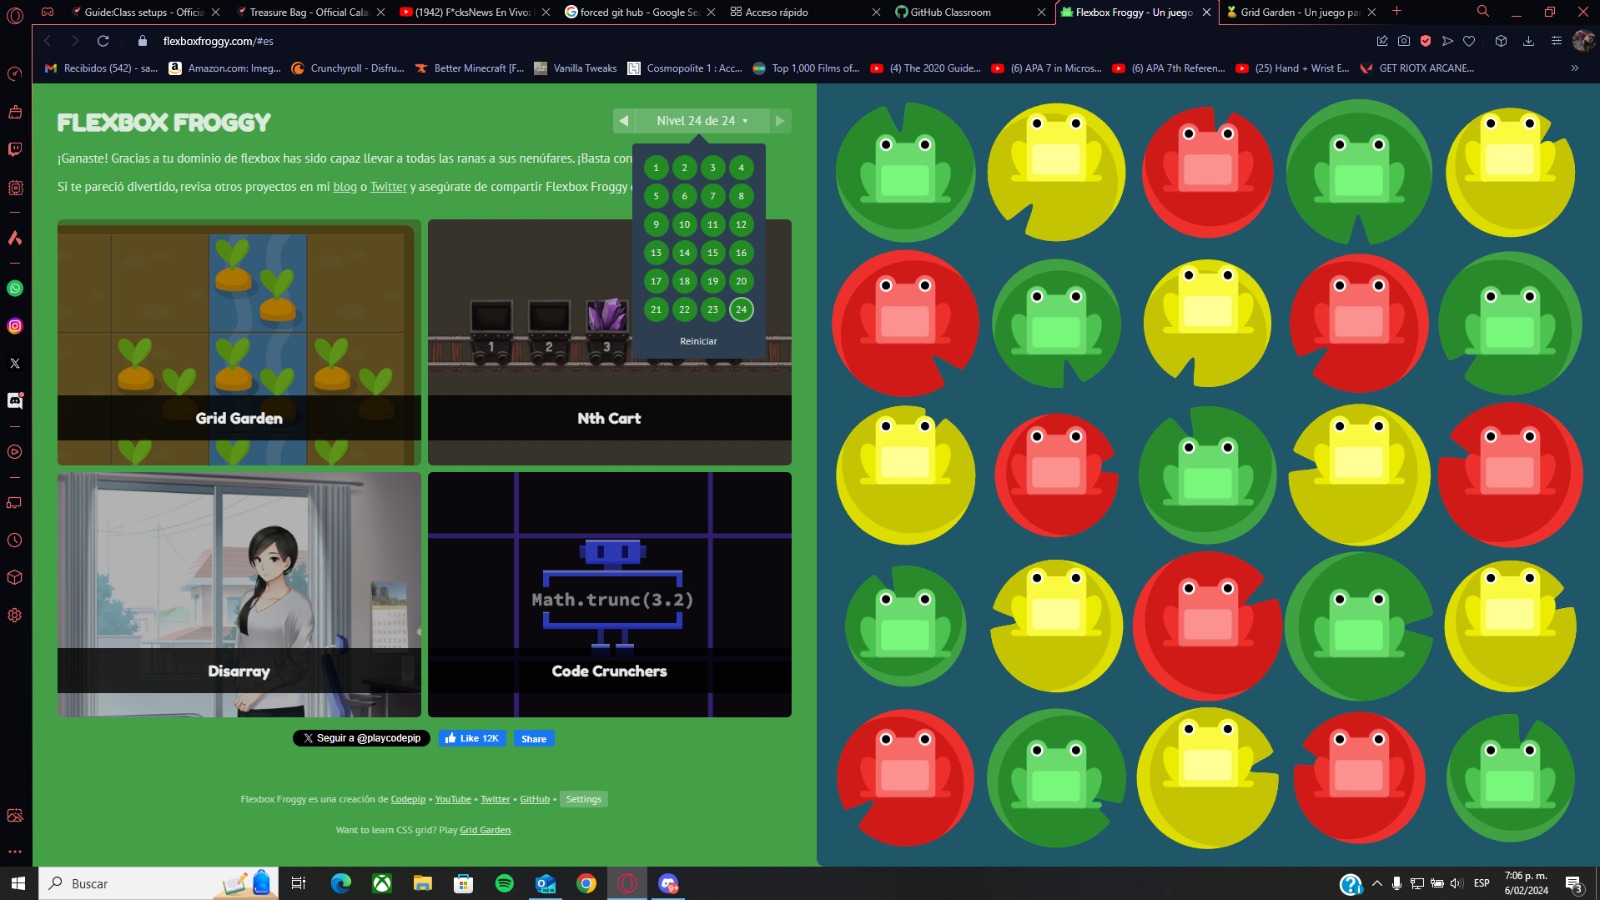 Guide:Class setups - Officia
Treasure Bag - Official Cala
(1942) F*cksNews En Vivo:
forced git hub - Google Se
Acceso rápido
GitHub Classroom
Flexbox Froggy - Un juego
Grid Garden - Un juego pa
flexboxfroggy.com/#es
Recibidos (542) - sa...
Amazon.com: Imeg...
Crunchyroll - Disfru...
Better Minecraft [F...
Vanilla Tweaks
Cosmopolite 1 : Acc...
Top 1,000 Films of...
(4) The 2020 Guide...
(6) APA 7 in Micros...
(6) APA 7th Referen...
(25) Hand + Wrist E...
GET RIOTX ARCANE...
FLEXBOX FROGGY
Nivel 24 de 24
¡Ganaste! Gracias a tu dominio de flexbox has sido capaz llevar a todas las ranas a sus nenúfares. ¡Basta con
Si te pareció divertido, revisa otros proyectos en mi blog o Twitter y asegúrate de compartir Flexbox Froggy
1 2 3 4
5 6 7 8
9 10 11 12
13 14 15 16
17 18 19 20
21 22 23 24
Reiniciar
1 2 3
Grid Garden
Nth Cart
Math.trunc(3.2)
Disarray
Code Crunchers
Seguir a @playcodepip
Like 12K
Share
Flexbox Froggy es una creación de Codepip • YouTube • Twitter • GitHub • Settings
Want to learn CSS grid? Play Grid Garden.
Buscar
NEW
9+
ESP
7:06 p. m.
6/02/2024
3